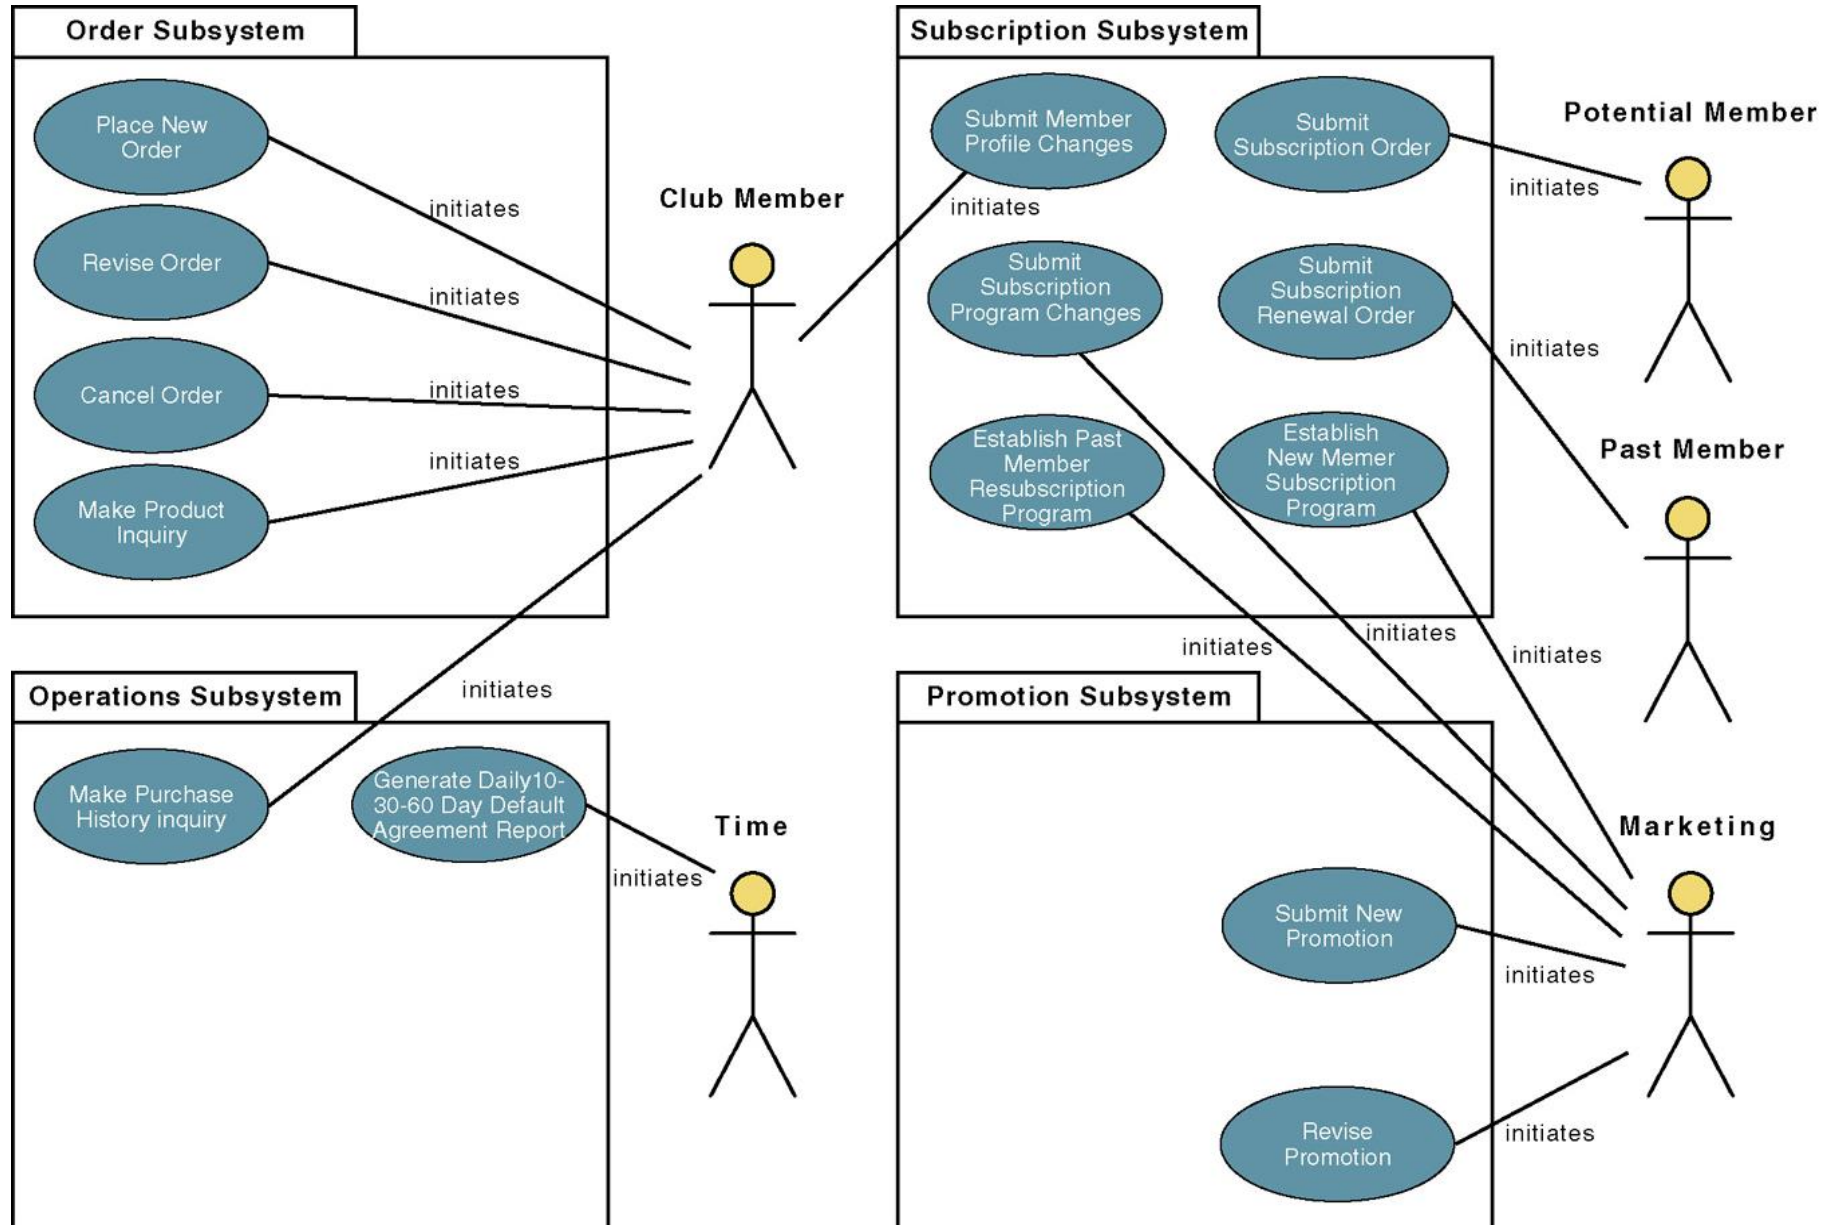 Order Subsystem
Place New
Order
initiates
Revise Order
initiates
Cancel Order
initiates
Make Product
Inquiry
initiates
Club Member
Subscription Subsystem
Submit Member
Profile Changes
initiates
Submit
Subscription Order
initiates
Potential Member
Submit
Subscription
Program Changes
Submit
Subscription
Renewal Order
initiates
Establish Past
Member
Resubscription
Program
Establish
New Memer
Subscription
Program
Past Member
initiates
initiates
initiates
Operations Subsystem
initiates
Make Purchase
History inquiry
Generate Daily10-
30-60 Day Default
Agreement Report
initiates
Time
Promotion Subsystem
Marketing
Submit New
Promotion
initiates
Revise
Promotion
initiates